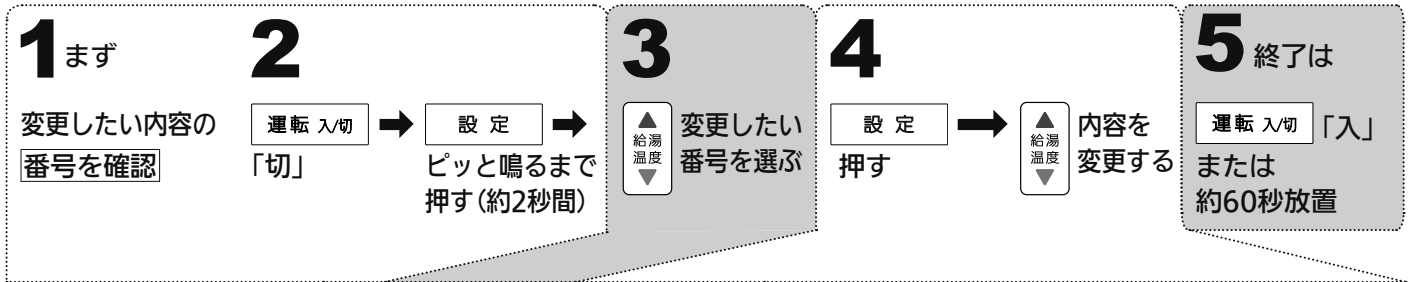 1 まず
変更したい内容の
番号を確認
2
運転 入/切 ➡ 設定 ➡
「切」
ピッと鳴るまで
押す(約2秒間)
3
▲
給湯
温度
▼
変更したい
番号を選ぶ
4
設定 ➡
押す
▲
給湯
温度
▼
内容を
変更する
5 終了は
運転 入/切 「入」
または
約60秒放置